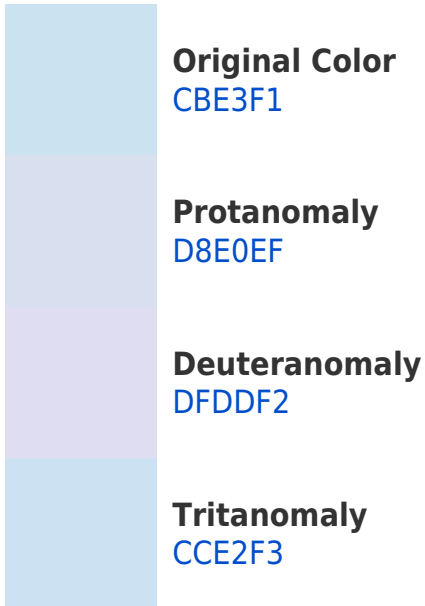 Original Color
CBE3F1
Protanomaly
D8E0EF
Deuteranomaly
DFDDF2
Tritanomaly
CCE2F3